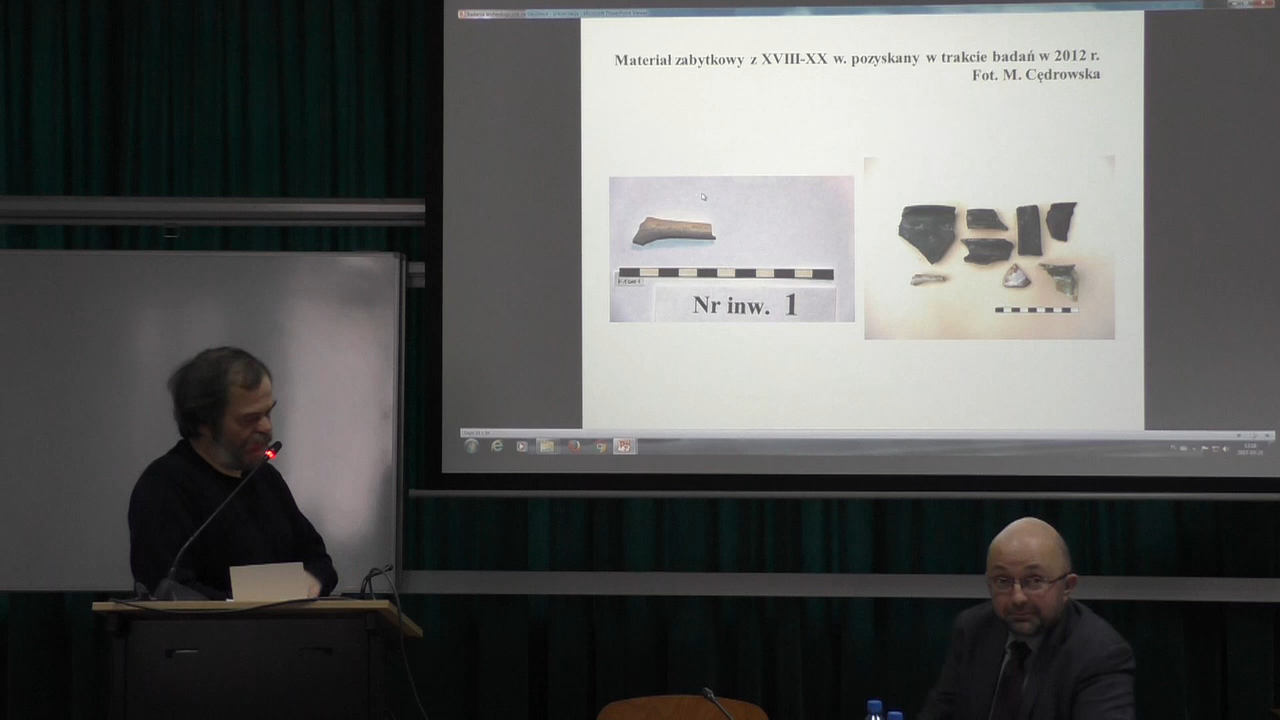 Materiał zabytkowy z XVIII-XX w. pozyskany w trakcie badań w 2012 r.
Fot. M. Cędrowska
Nr inw. 1